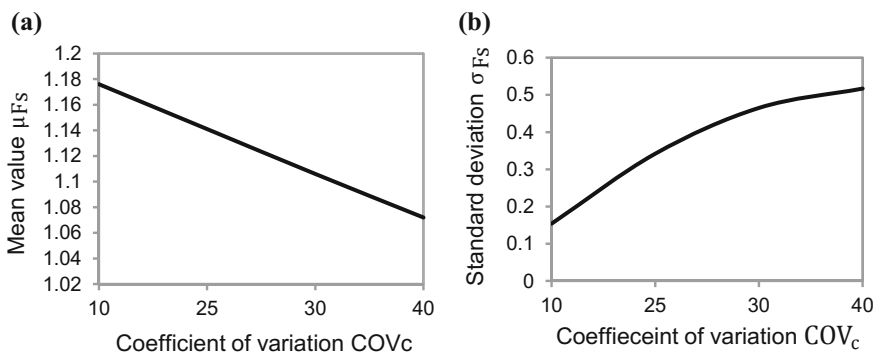 (a)
Mean value μFs
1.2
1.18
1.16
1.14
1.12
1.1
1.08
1.06
1.04
1.02
10 25 30 40
Coefficient of variation COVc
(b)
Standard deviation σFs
0.6
0.5
0.4
0.3
0.2
0.1
0
10 25 30 40
Coeffieceint of variation COVc